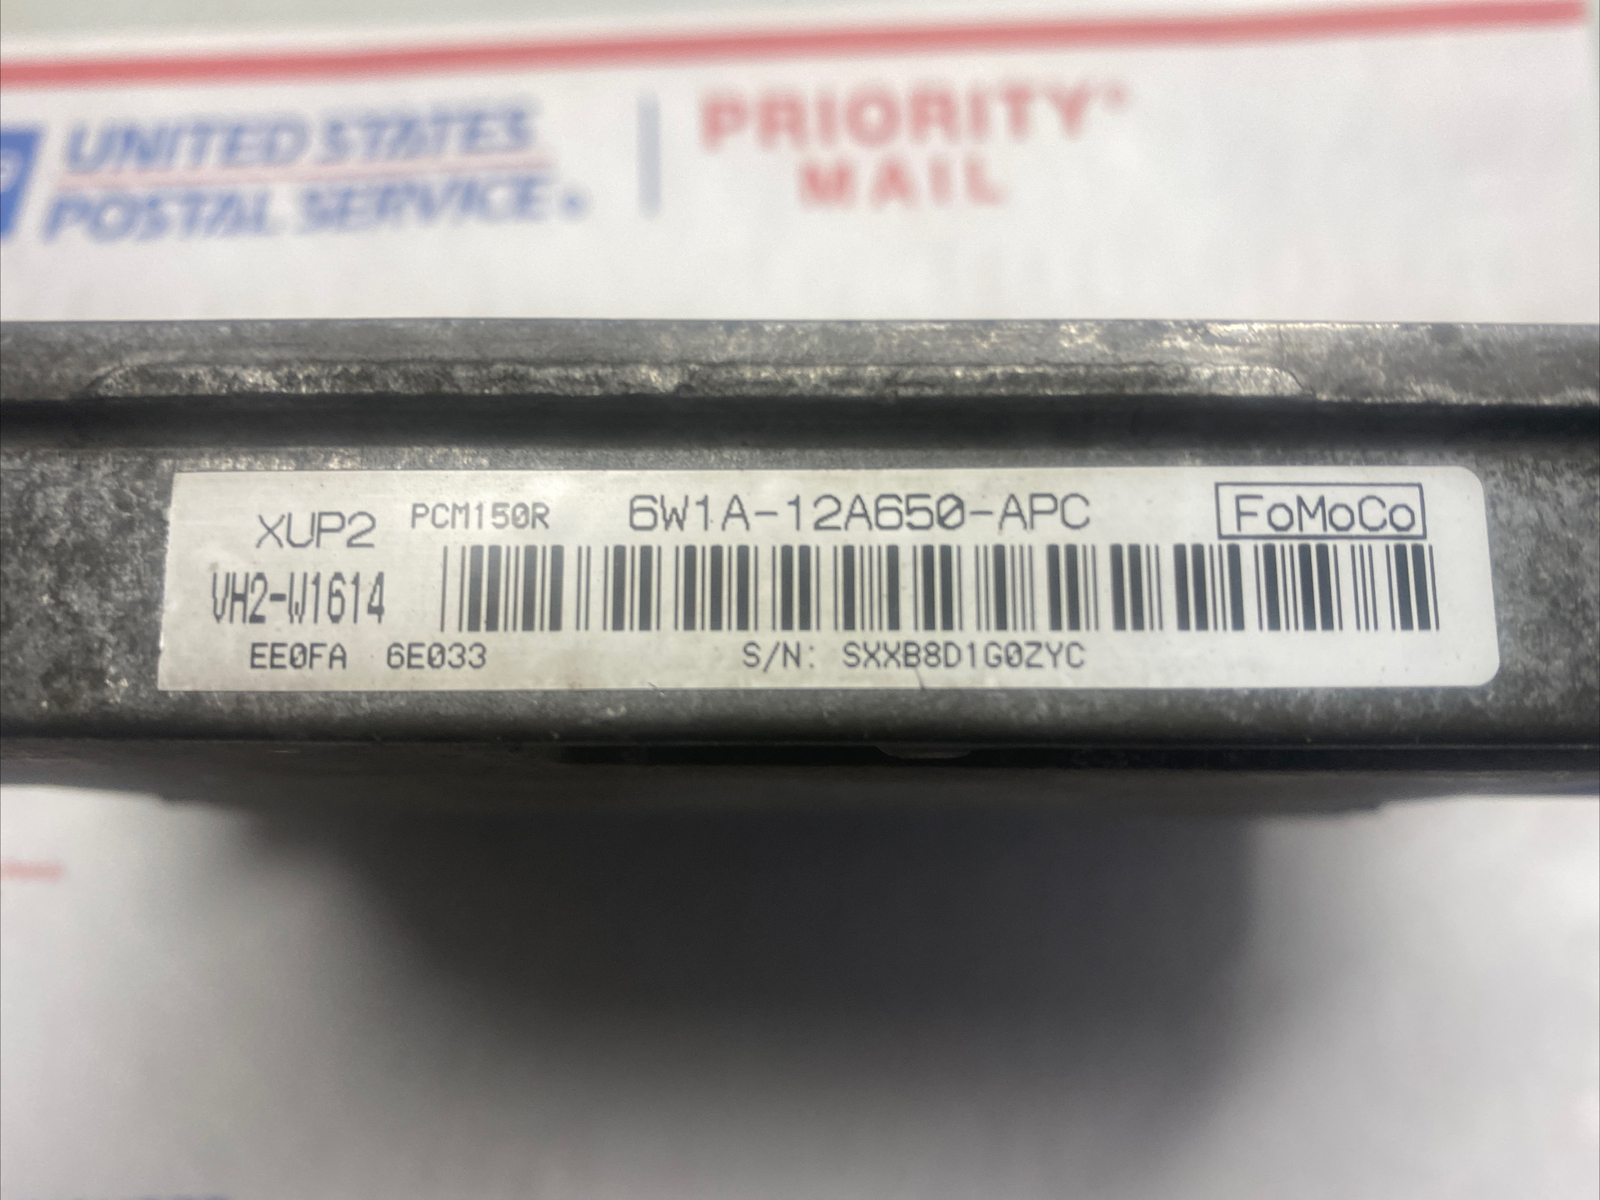 UNITED STATES
POSTAL SERVICE®
PRIORITY®
MAIL
XUP2 PCM150R 6W1A-12A650-APC FoMoCo
VH2-W1614
EE0FA 6E033 S/N: SXXB8D1G0ZYC